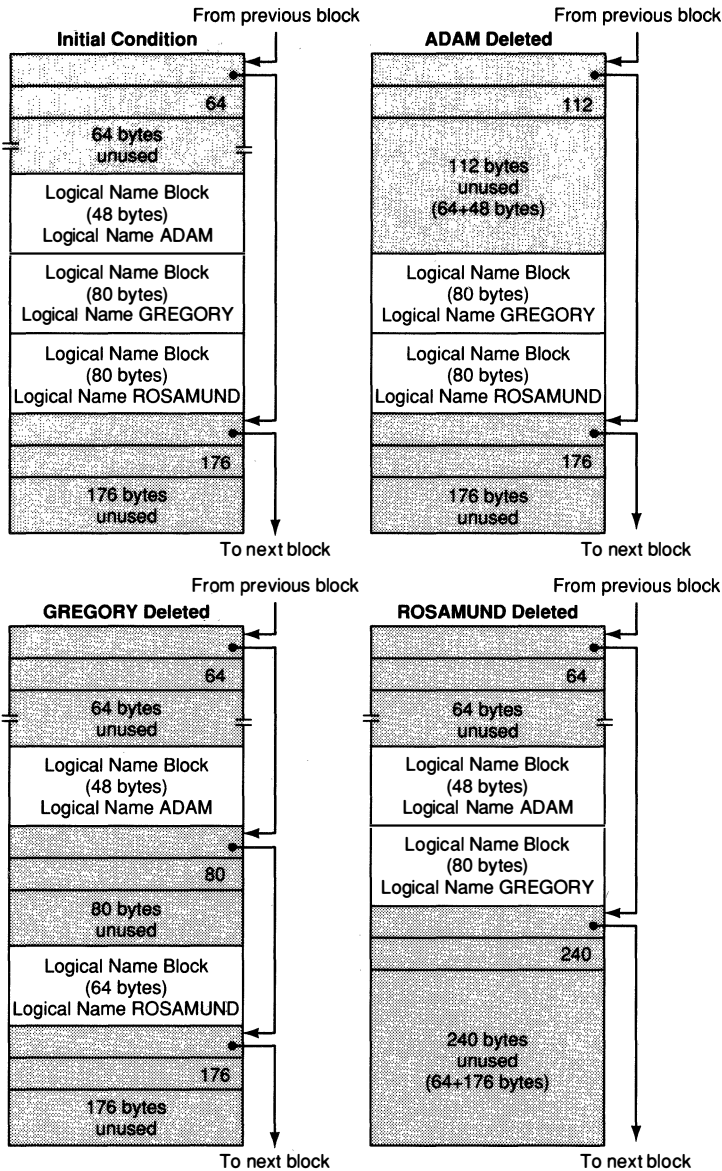 From previous block
Initial Condition
64
64 bytes
unused
Logical Name Block
(48 bytes)
Logical Name ADAM
Logical Name Block
(80 bytes)
Logical Name GREGORY
Logical Name Block
(80 bytes)
Logical Name ROSAMUND
176
176 bytes
unused
To next block
From previous block
ADAM Deleted
112
112 bytes
unused
(64+48 bytes)
Logical Name Block
(80 bytes)
Logical Name GREGORY
Logical Name Block
(80 bytes)
Logical Name ROSAMUND
176
176 bytes
unused
To next block
From previous block
GREGORY Deleted
64
64 bytes
unused
Logical Name Block
(48 bytes)
Logical Name ADAM
80
80 bytes
unused
Logical Name Block
(64 bytes)
Logical Name ROSAMUND
176
176 bytes
unused
To next block
From previous block
ROSAMUND Deleted
64
64 bytes
unused
Logical Name Block
(48 bytes)
Logical Name ADAM
Logical Name Block
(80 bytes)
Logical Name GREGORY
240
240 bytes
unused
(64+176 bytes)
To next block